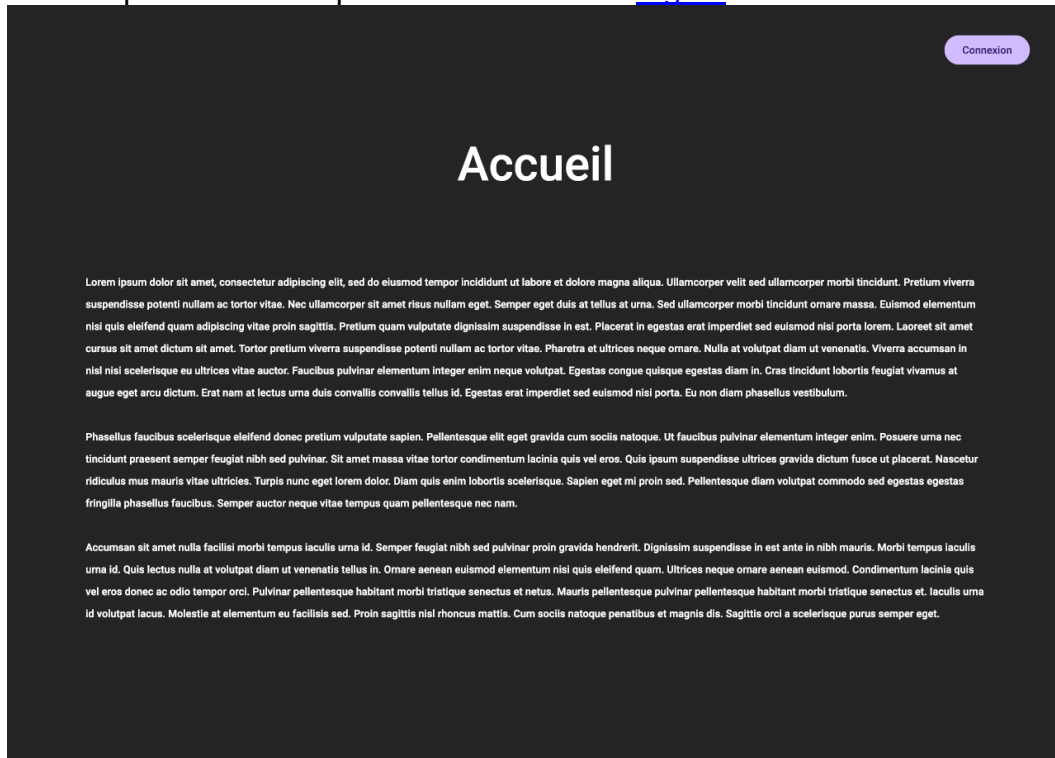 Connexion
Accueil
Lorem ipsum dolor sit amet, consectetur adipiscing elit, sed do eiusmod tempor incididunt ut labore et dolore magna aliqua. Ullamcorper velit sed ullamcorper morbi tincidunt. Pretium viverra
suspendisse potenti nullam ac tortor vitae. Nec ullamcorper sit amet risus nullam eget. Semper eget duis at tellus at urna. Sed ullamcorper morbi tincidunt ornare massa. Euismod elementum
nisi quis eleifend quam adipiscing vitae proin sagittis. Pretium quam vulputate dignissim suspendisse in est. Placerat in egestas erat imperdiet sed euismod nisi porta lorem. Laoreet sit amet
cursus sit amet dictum sit amet. Tortor pretium viverra suspendisse potenti nullam ac tortor vitae. Pharetra et ultrices neque ornare. Nulla at volutpat diam ut venenatis. Viverra accumsan in
nisl nisi scelerisque eu ultrices vitae auctor. Faucibus pulvinar elementum integer enim neque volutpat. Egestas congue quisque egestas diam in. Cras tincidunt lobortis feugiat vivamus at
augue eget arcu dictum. Erat nam at lectus urna duis convallis convallis tellus id. Egestas erat imperdiet sed euismod nisi porta. Eu non diam phasellus vestibulum.
Phasellus faucibus scelerisque eleifend donec pretium vulputate sapien. Pellentesque elit eget gravida cum sociis natoque. Ut faucibus pulvinar elementum integer enim. Posuere urna nec
tincidunt praesent semper feugiat nibh sed pulvinar. Sit amet massa vitae tortor condimentum lacinia quis vel eros. Quis ipsum suspendisse ultrices gravida dictum fusce ut placerat. Nascetur
ridiculus mus mauris vitae ultricies. Turpis nunc eget lorem dolor. Diam quis enim lobortis scelerisque. Sapien eget mi proin sed. Pellentesque diam volutpat commodo sed egestas egestas
fringilla phasellus faucibus. Semper auctor neque vitae tempus quam pellentesque nec nam.
Accumsan sit amet nulla facilisi morbi tempus iaculis urna id. Semper feugiat nibh sed pulvinar proin gravida hendrerit. Dignissim suspendisse in est ante in nibh mauris. Morbi tempus iaculis
urna id. Quis lectus nulla at volutpat diam ut venenatis tellus in. Ornare aenean euismod elementum nisi quis eleifend quam. Ultrices neque ornare aenean euismod. Condimentum lacinia quis
vel eros donec ac odio tempor orci. Pulvinar pellentesque habitant morbi tristique senectus et netus. Mauris pellentesque pulvinar pellentesque habitant morbi tristique senectus et. Iaculis urna
id volutpat lacus. Molestie at elementum eu facilisis sed. Proin sagittis nisl rhoncus mattis. Cum sociis natoque penatibus et magnis dis. Sagittis orci a scelerisque purus semper eget.